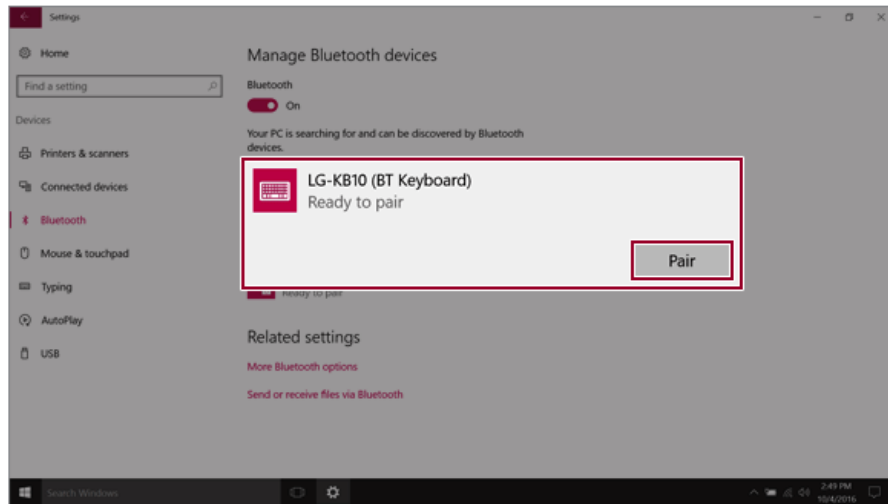 Settings
Home
Find a setting
Devices
Printers & scanners
Connected devices
Bluetooth
Mouse & touchpad
Typing
AutoPlay
USB
Manage Bluetooth devices
Bluetooth
On
Your PC is searching for and can be discovered by Bluetooth
devices.
LG-KB10 (BT Keyboard)
Ready to pair
Pair
Ready to pair
Related settings
More Bluetooth options
Send or receive files via Bluetooth
Search Windows
2:49 PM
10/4/2016